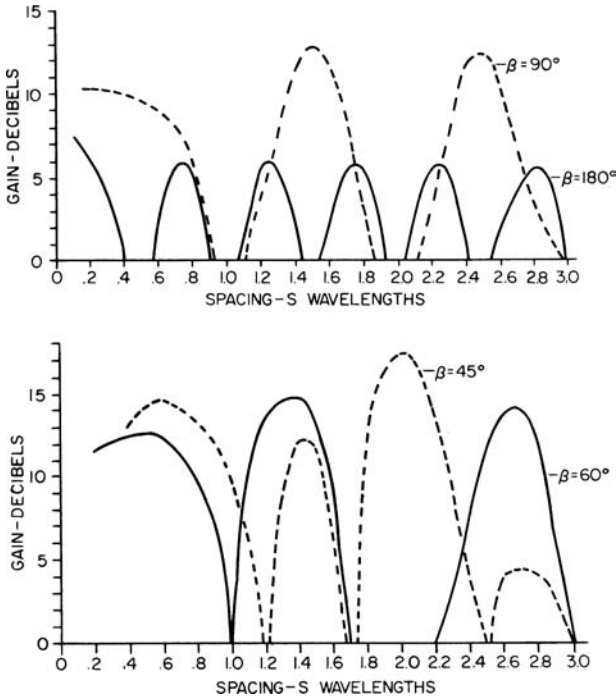 15
10
5
0
GAIN-DECIBELS
β=90°
β=180°
0 .2 .4 .6 .8 1.0 1.2 1.4 1.6 1.8 2.0 2.2 2.4 2.6 2.8 3.0
SPACING-S WAVELENGTHS
15
10
5
0
GAIN-DECIBELS
β=45°
β=60°
0 .2 .4 .6 .8 1.0 1.2 1.4 1.6 1.8 2.0 2.2 2.4 2.6 2.8 3.0
SPACING-S WAVELENGTHS